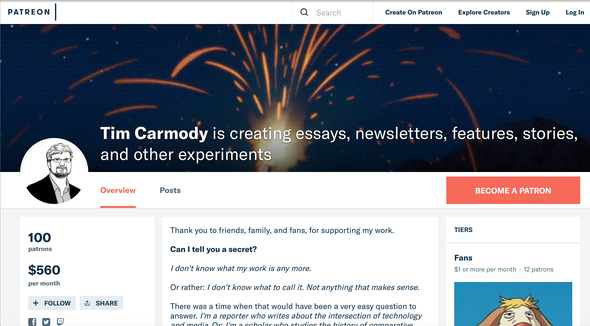 PATREON
Search
Create On Patreon
Explore Creators
Sign Up
Log In
Tim Carmody is creating essays, newsletters, features, stories,
and other experiments
Overview
Posts
BECOME A PATRON
100
patrons
$560
per month
+ FOLLOW
SHARE
Thank you to friends, family, and fans, for supporting my work.
Can I tell you a secret?
I don't know what my work is any more.
Or rather: I don't know what to call it. Not anything that makes sense.
There was a time when that would have been a very easy question to
answer. I'm a reporter who writes about the intersection of technology
and media. Or: I'm a scholar who studies the history of comparative
TIERS
Fans
$1 or more per month · 12 patrons